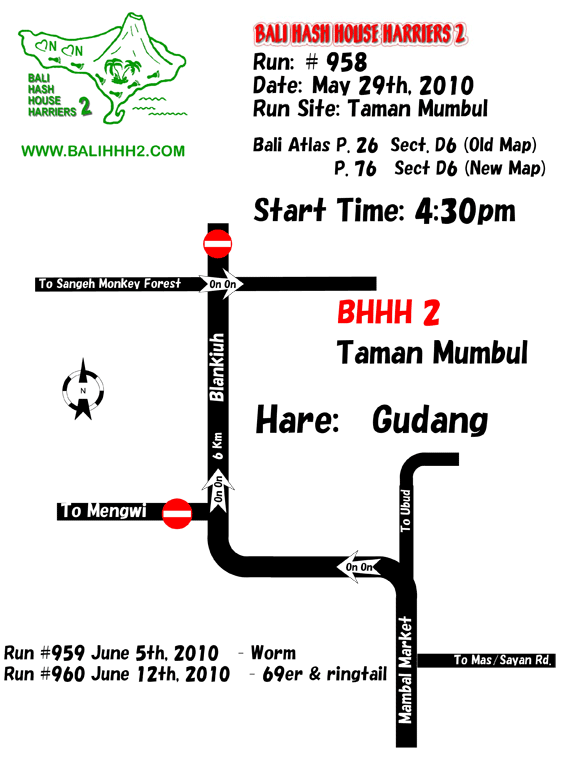 N N
BALI
HASH
HOUSE
HARRIERS 2
WWW.BALIHHH2.COM
BALI HASH HOUSE HARRIERS 2
Run: # 958
Date: May 29th, 2010
Run Site: Taman Mumbul
Bali Atlas P. 26 Sect. D6 (Old Map)
P. 76 Sect D6 (New Map)
Start Time: 4:30pm
To Sangeh Monkey Forest
On On
BHHH 2
Taman Mumbul
Blankiuh
N
Hare: Gudang
6 Km
On On
To Mengwi
To Ubud
On On
Mambal Market
To Mas/Sayan Rd.
Run #959 June 5th, 2010 - Worm
Run #960 June 12th, 2010 - 69er & ringtail